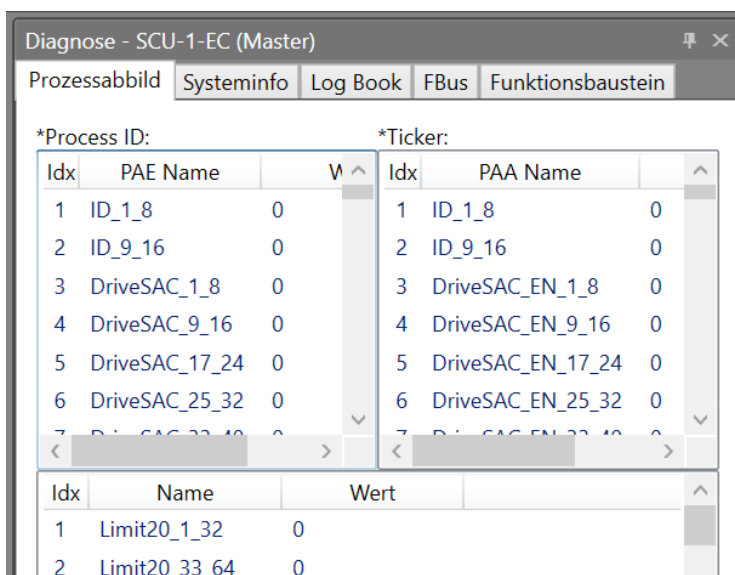 Diagnose - SCU-1-EC (Master)
Prozessabbild Systeminfo Log Book FBus Funktionsbaustein
*Process ID: *Ticker:
Idx PAE Name Idx PAA Name
1 ID_1_8 0 1 ID_1_8 0
2 ID_9_16 0 2 ID_9_16 0
3 DriveSAC_1_8 0 3 DriveSAC_EN_1_8 0
4 DriveSAC_9_16 0 4 DriveSAC_EN_9_16 0
5 DriveSAC_17_24 0 5 DriveSAC_EN_17_24 0
6 DriveSAC_25_32 0 6 DriveSAC_EN_25_32 0
Idx Name Wert
1 Limit20_1_32 0
2 Limit20_33_64 0